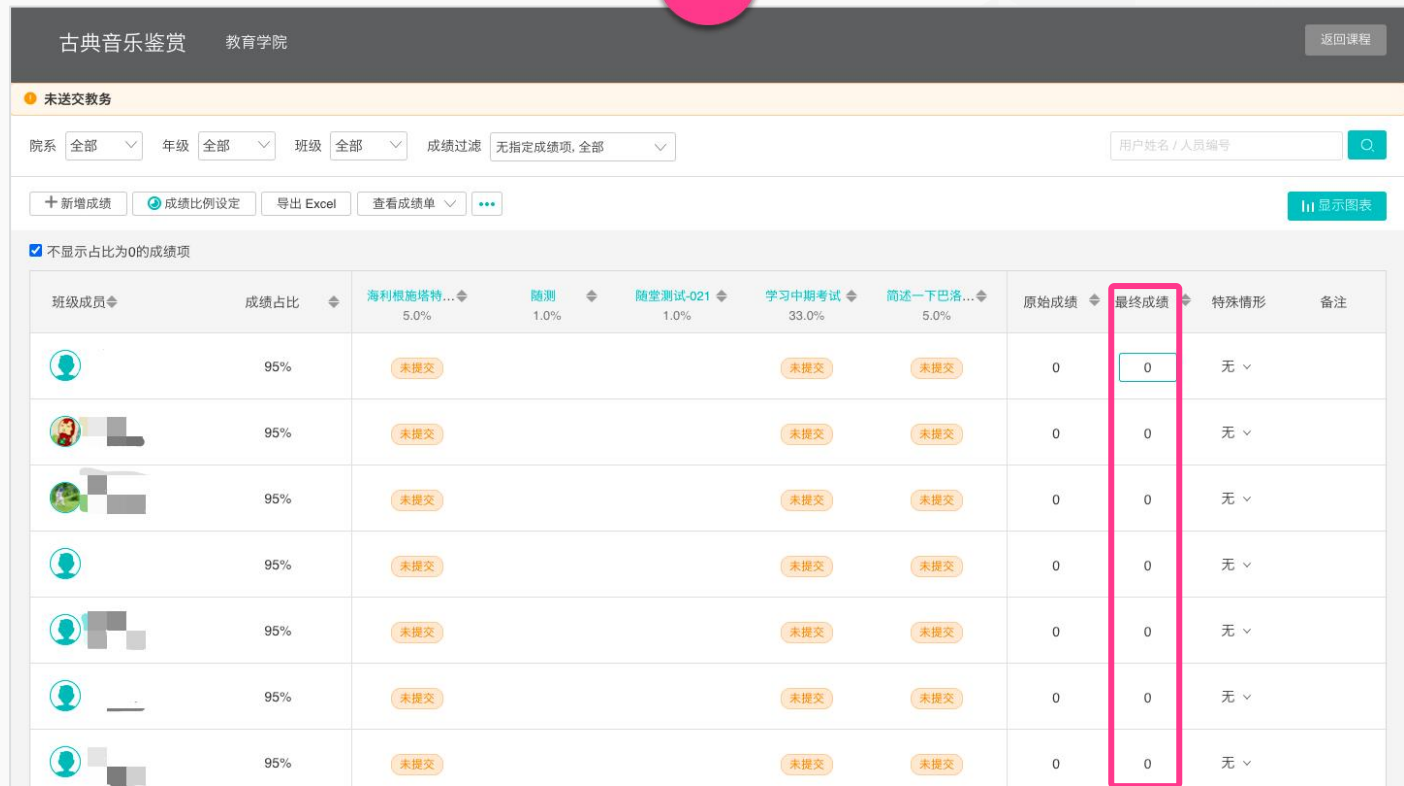 古典音乐鉴赏 教育学院 返回课程
未送交教务
院系 全部 年级 全部 班级 全部 成绩过滤 无指定成绩项, 全部 用户姓名 / 人员编号
新增成绩 成绩比例设定 导出 Excel 查看成绩单 ••• 显示图表
不显示占比为0的成绩项
班级成员 成绩占比 海利根施塔特... 随测 随堂测试-021 学习中期考试 简述一下巴洛... 原始成绩 最终成绩 特殊情形 备注
5.0% 1.0% 1.0% 33.0% 5.0%
95% 未提交 未提交 未提交 0 0 无
95% 未提交 未提交 未提交 0 0 无
95% 未提交 未提交 未提交 0 0 无
95% 未提交 未提交 未提交 0 0 无
95% 未提交 未提交 未提交 0 0 无
95% 未提交 未提交 未提交 0 0 无
95% 未提交 未提交 未提交 0 0 无